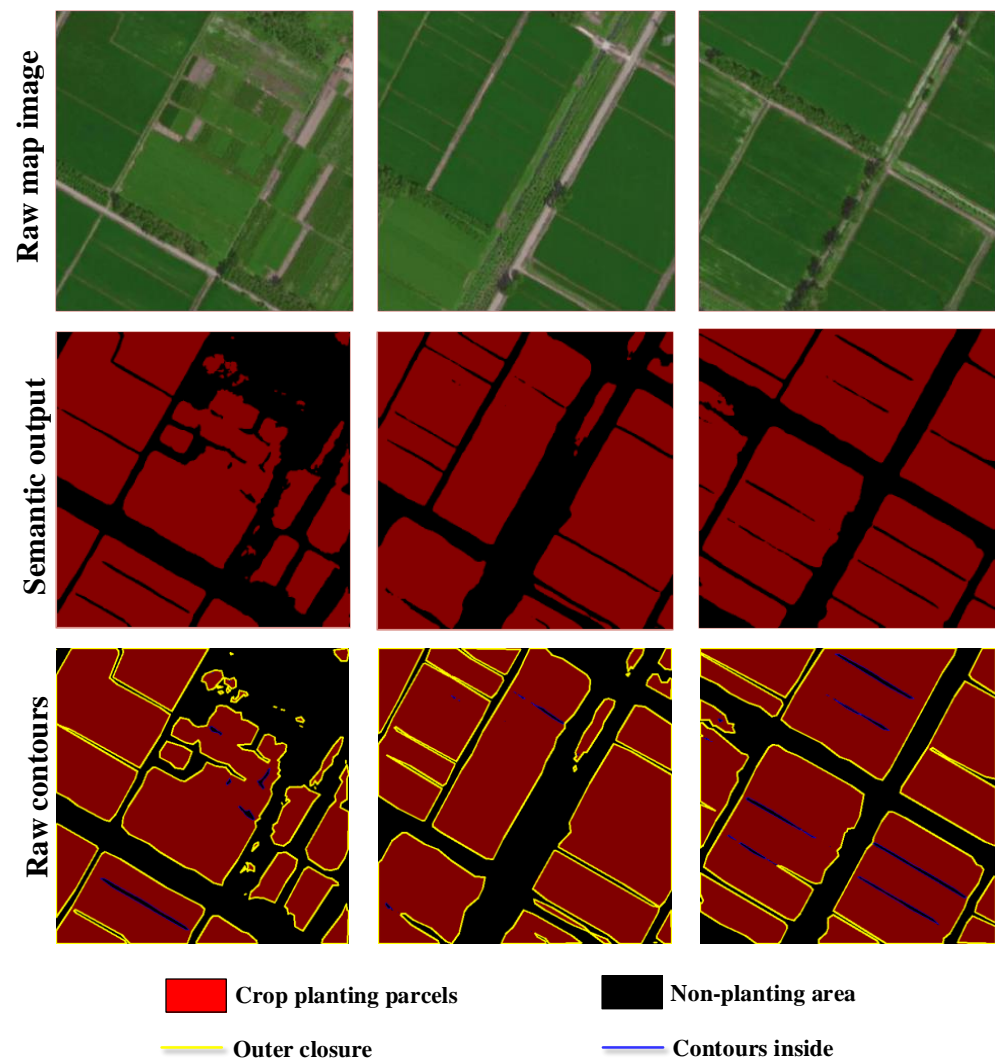 Raw map image
Semantic output
Raw contours
Crop planting parcels
Non-planting area
Outer closure
Contours inside